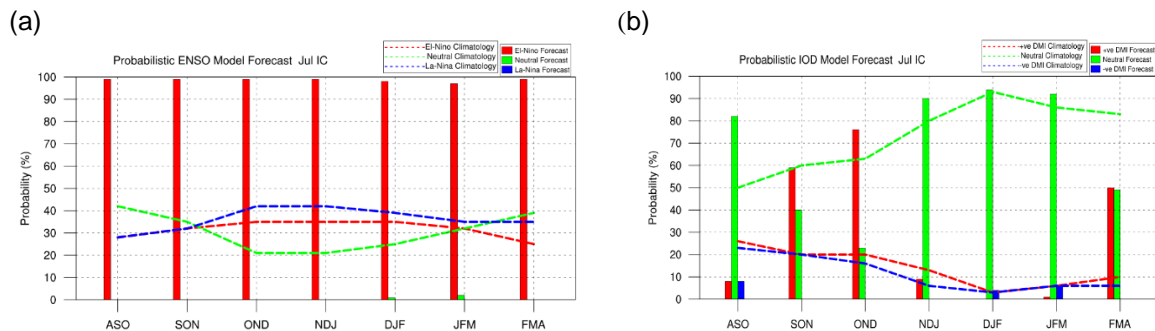 (a)
Probabilistic ENSO Model Forecast Jul IC
El-Nino Climatology
Neutral Climatology
La-Nina Climatology
El-Nino Forecast
Neutral Forecast
La-Nina Forecast
Probability (%)
100
90
80
70
60
50
40
30
20
10
0
ASO SON OND NDJ DJF JFM FMA
(b)
Probabilistic IOD Model Forecast Jul IC
+ve DMI Climatology
Neutral Climatology
-ve DMI Climatology
+ve DMI Forecast
Neutral Forecast
-ve DMI Forecast
Probability (%)
100
90
80
70
60
50
40
30
20
10
0
ASO SON OND NDJ DJF JFM FMA